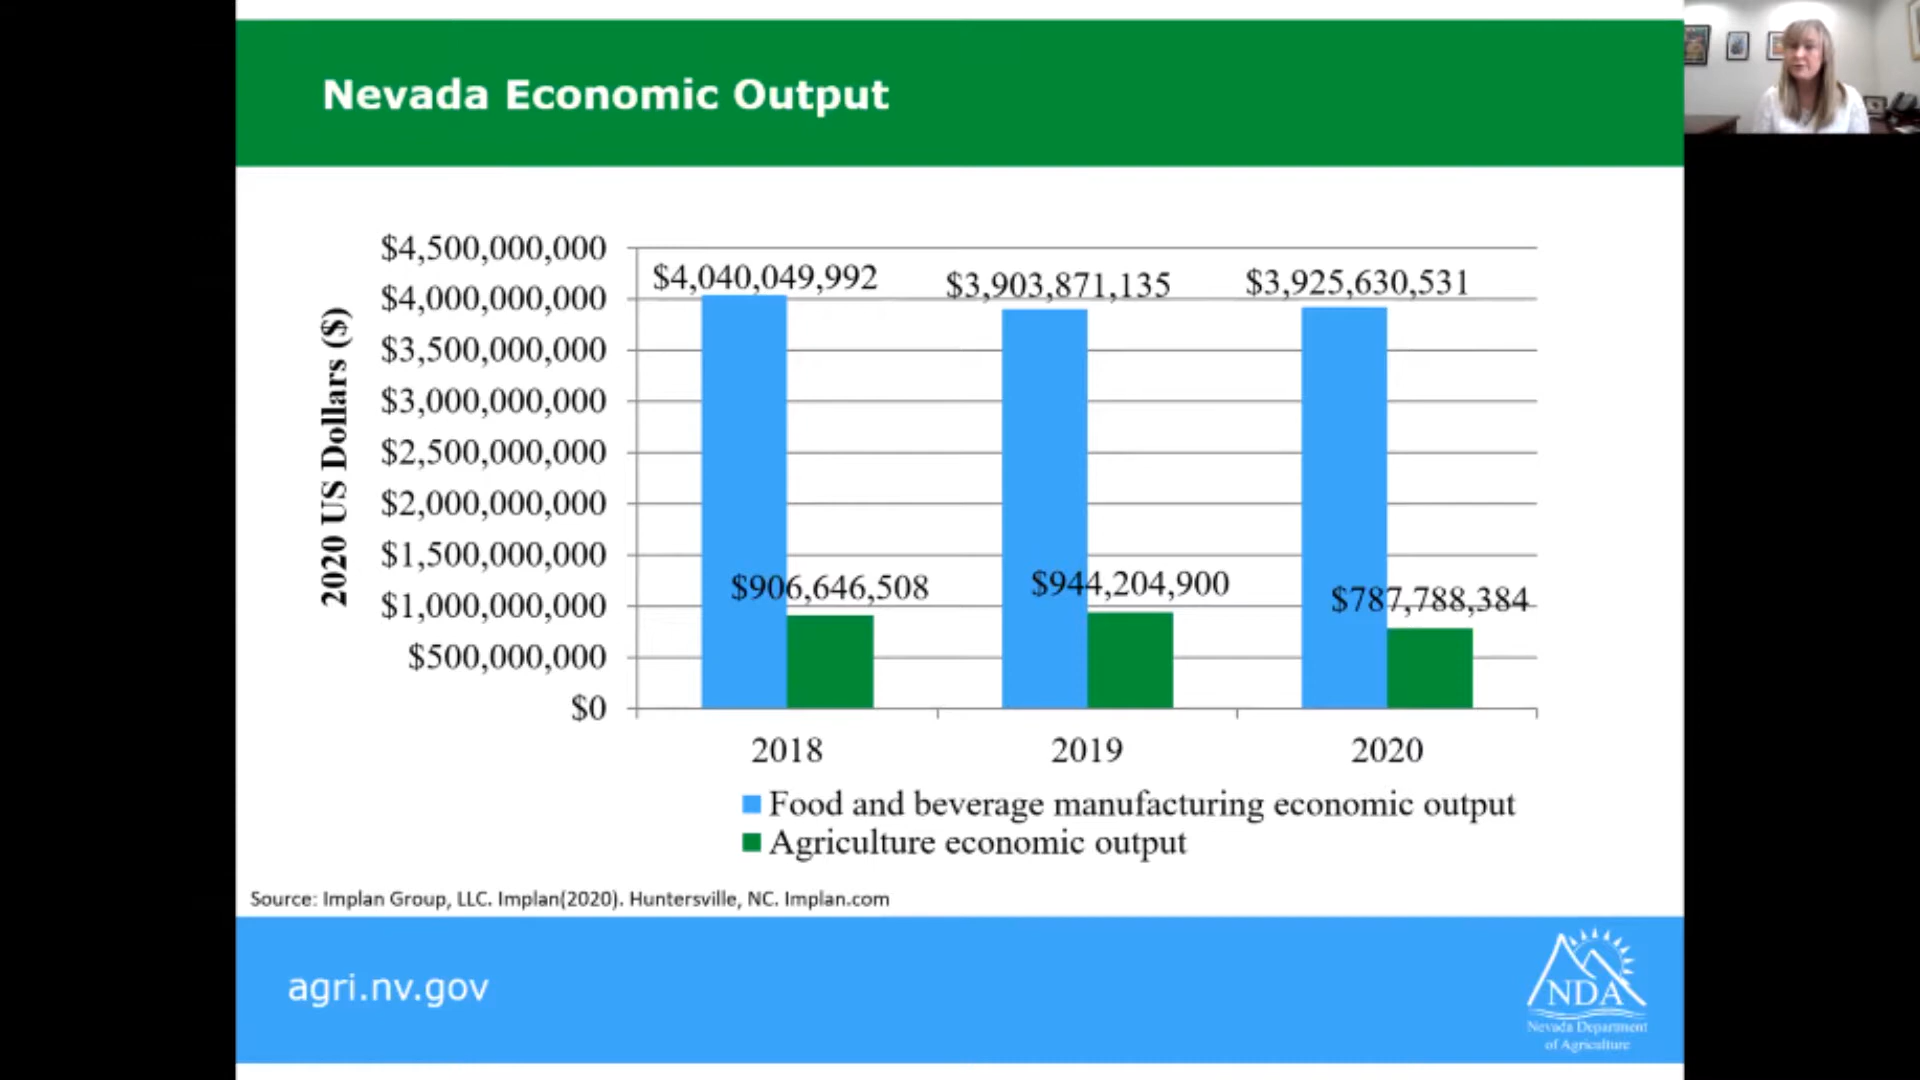 Nevada Economic Output
2020 US Dollars ($)
$4,500,000,000
$4,000,000,000
$3,500,000,000
$3,000,000,000
$2,500,000,000
$2,000,000,000
$1,500,000,000
$1,000,000,000
$500,000,000
$0
$4,040,049,992
$3,903,871,135
$3,925,630,531
$906,646,508
$944,204,900
$787,788,384
2018
2019
2020
Food and beverage manufacturing economic output
Agriculture economic output
Source: Implan Group, LLC. Implan(2020). Huntersville, NC. Implan.com
agri.nv.gov
NDA
Nevada Department
of Agriculture